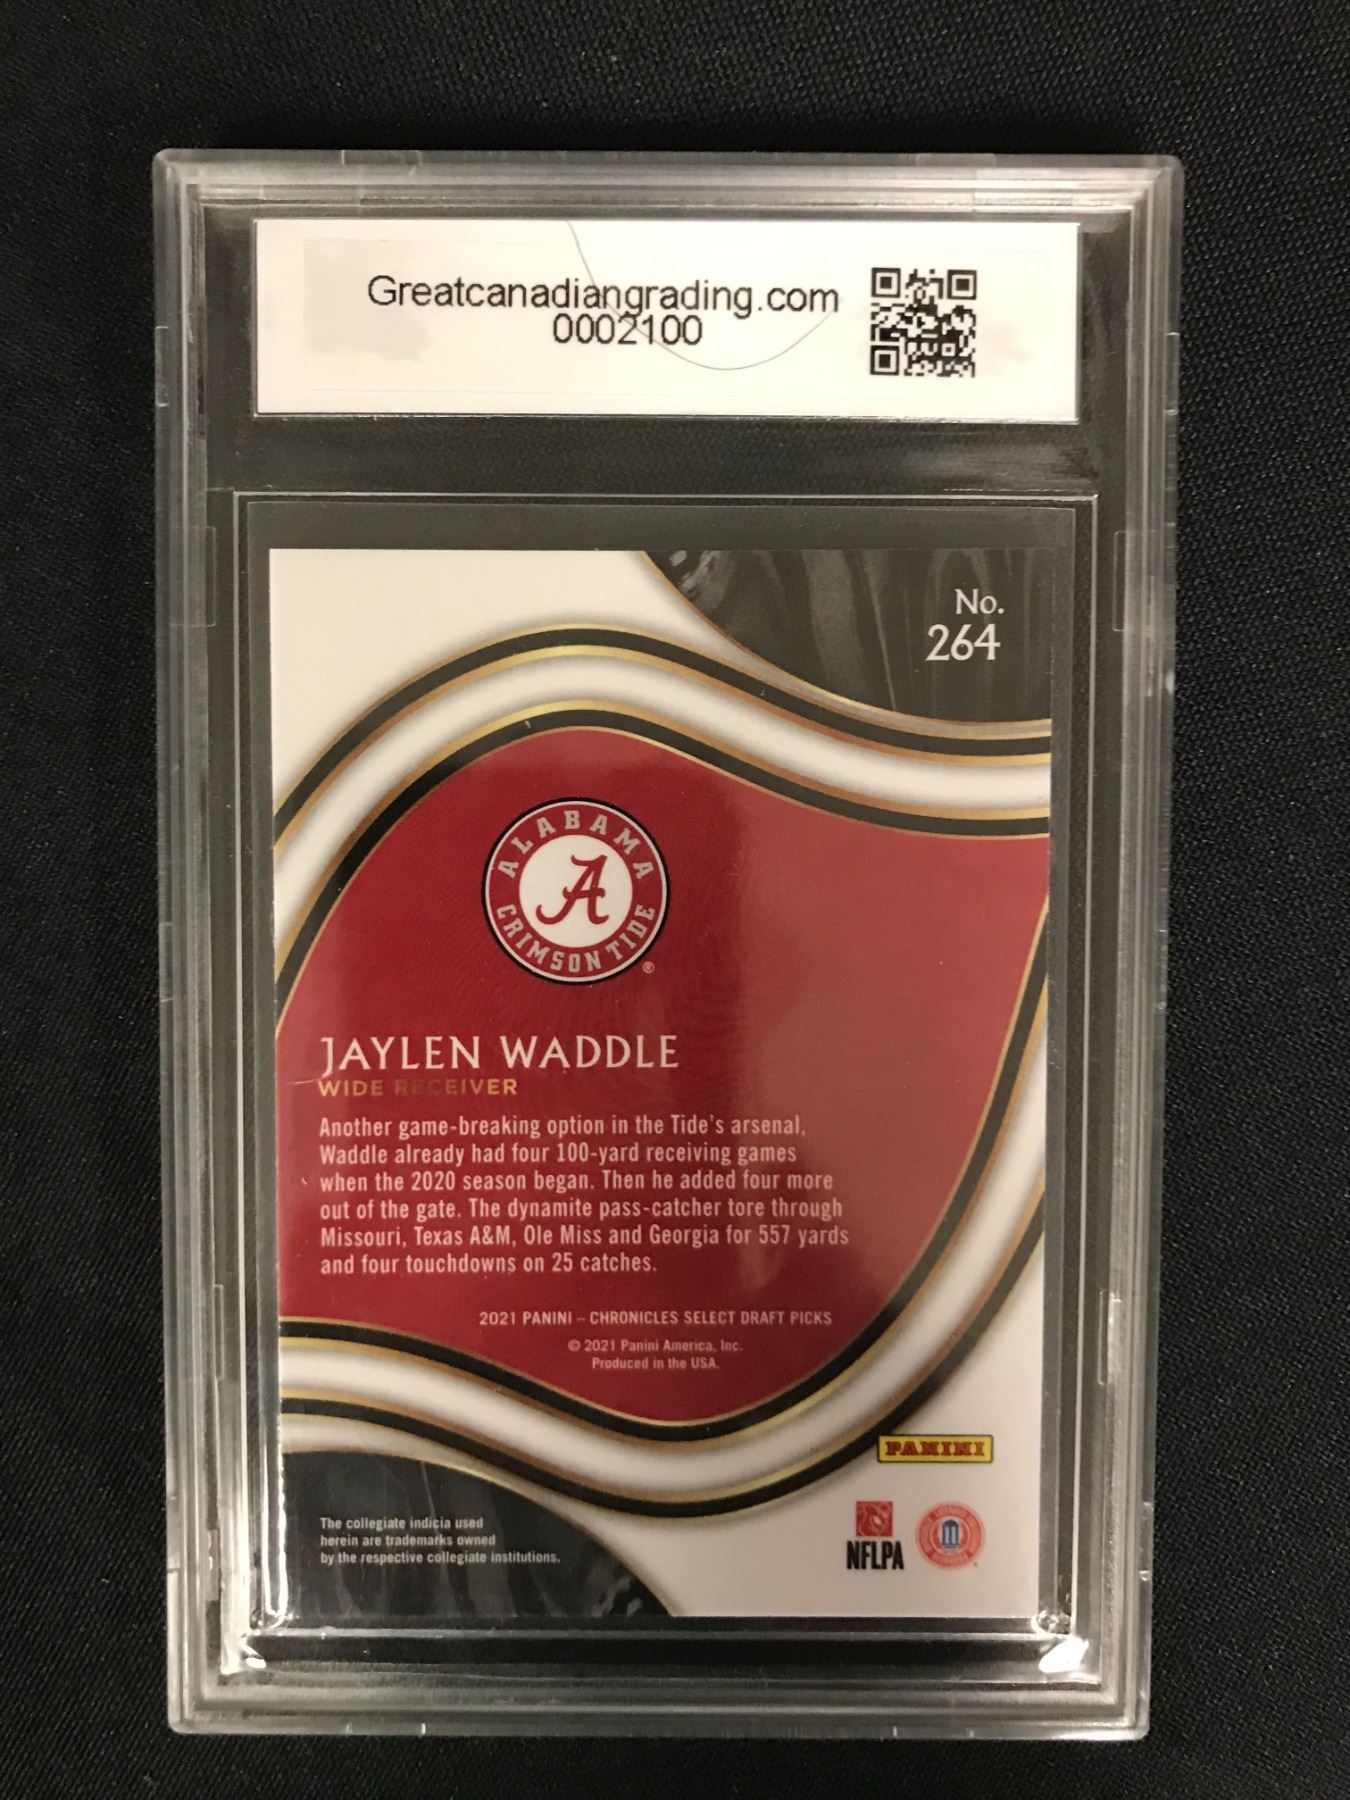 Greatcanadiangrading.com
0002100
No.
264
ALABAMA
A
CRIMSON TIDE
®
JAYLEN WADDLE
WIDE RECEIVER
Another game-breaking option in the Tide's arsenal,
Waddle already had four 100-yard receiving games
when the 2020 season began. Then he added four more
out of the gate. The dynamite pass-catcher tore through
Missouri, Texas A&M, Ole Miss and Georgia for 557 yards
and four touchdowns on 25 catches.
2021 PANINI – CHRONICLES SELECT DRAFT PICKS
© 2021 Panini America, Inc.
Produced in the USA.
PANINI
The collegiate indicia used
herein are trademarks owned
by the respective collegiate institutions.
NFLPA